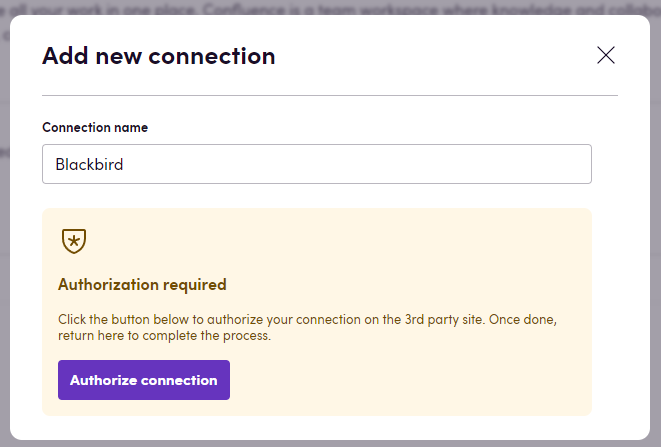 e all your work in one place. Confluence is a team workspace where knowledge and collabo
Add new connection
Connection name
Blackbird
Authorization required
Click the button below to authorize your connection on the 3rd party site. Once done,
return here to complete the process.
Authorize connection